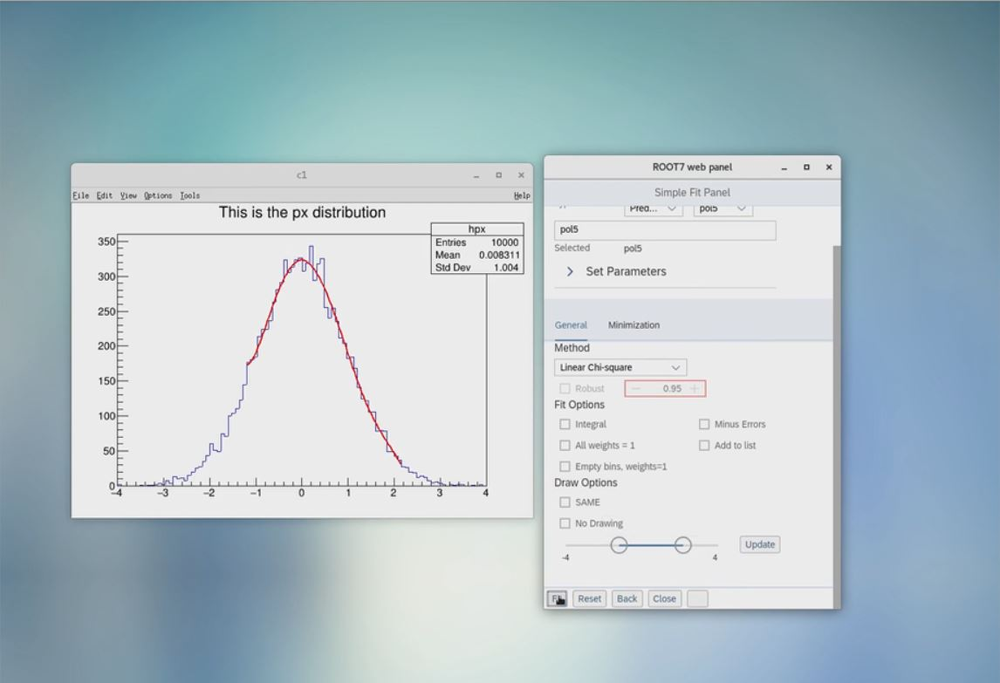 c1
File Edit View Options Tools Help
This is the px distribution
hpx
Entries 10000
Mean 0.008311
Std Dev 1.004
350
300
250
200
150
100
50
0
−4 −3 −2 −1 0 1 2 3 4
ROOT7 web panel
Simple Fit Panel
Pred... pol5
pol5
Selected pol5
Set Parameters
General Minimization
Method
Linear Chi-square
Robust 0.95
Fit Options
Integral Minus Errors
All weights = 1 Add to list
Empty bins, weights=1
Draw Options
SAME
No Drawing
-4 4 Update
Reset Back Close